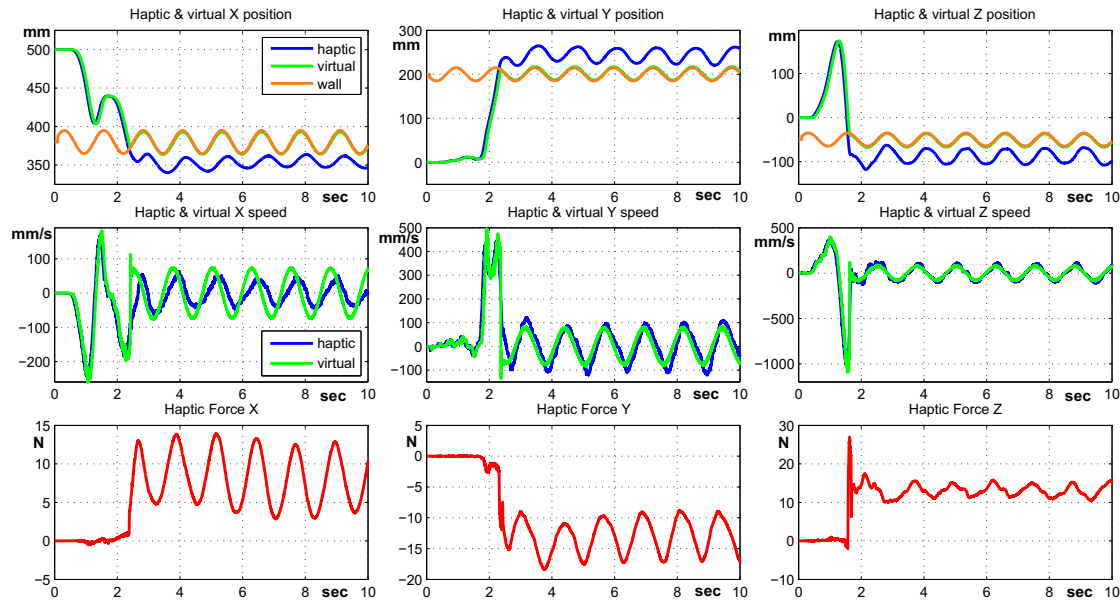 Haptic & virtual X position
mm
500
450
400
350
haptic
virtual
wall
0 2 4 6 8 10
sec
Haptic & virtual Y position
300
mm
200
100
0
0 2 4 6 8 10
sec
Haptic & virtual Z position
mm
100
0
−100
0 2 4 6 8 10
sec
Haptic & virtual X speed
mm/s
100
0
−100
−200
haptic
virtual
0 2 4 6 8 10
sec
Haptic & virtual Y speed
500
mm/s
400
300
200
100
0
−100
0 2 4 6 8 10
sec
Haptic & virtual Z speed
500
mm/s
0
−500
−1000
0 2 4 6 8 10
sec
Haptic Force X
15
N
10
5
0
−5
0 2 4 6 8 10
sec
Haptic Force Y
5
N
0
−5
−10
−15
−20
0 2 4 6 8 10
sec
Haptic Force Z
30
N
20
10
0
−10
0 2 4 6 8 10
sec